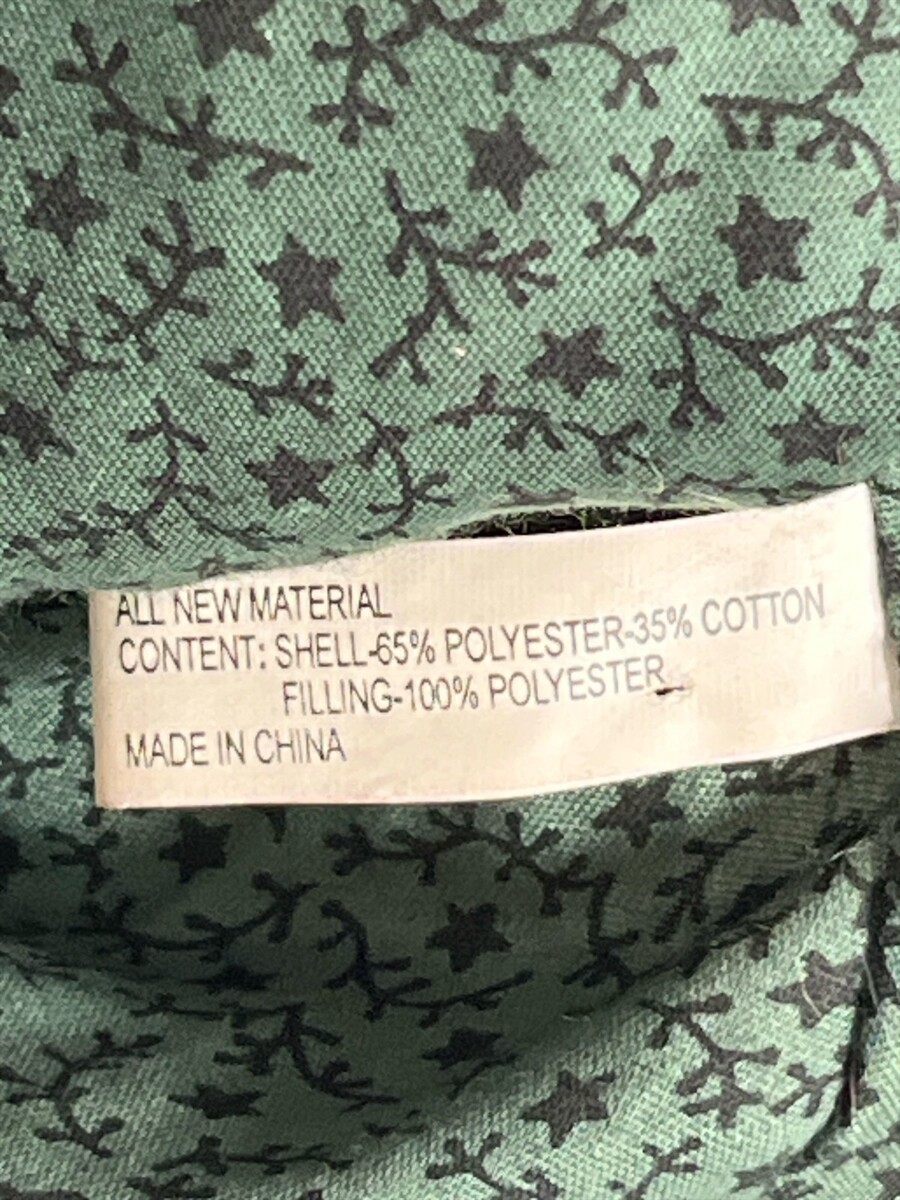 ALL NEW MATERIAL
CONTENT: SHELL-65% POLYESTER-35% COTTON
FILLING-100% POLYESTER
MADE IN CHINA